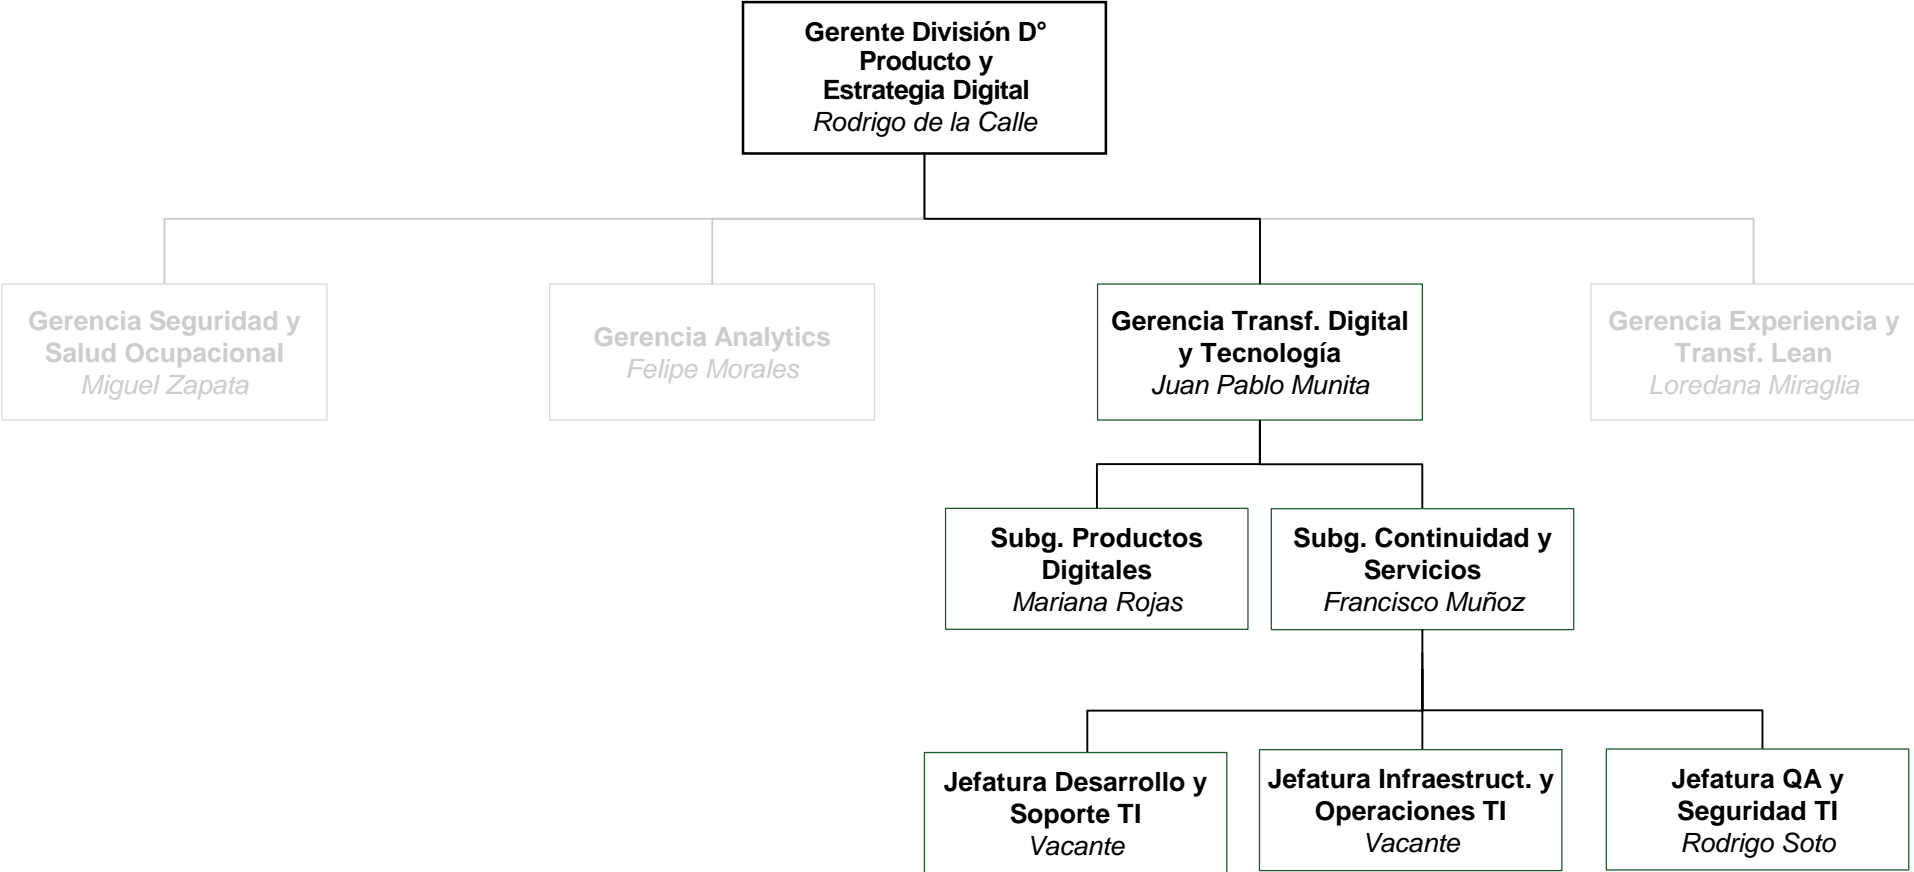 Gerente División D°
Producto y
Estrategia Digital
Rodrigo de la Calle
Gerencia Seguridad y
Salud Ocupacional
Miguel Zapata
Gerencia Analytics
Felipe Morales
Gerencia Transf. Digital
y Tecnología
Juan Pablo Munita
Gerencia Experiencia y
Transf. Lean
Loredana Miraglia
Subg. Productos
Digitales
Mariana Rojas
Subg. Continuidad y
Servicios
Francisco Muñoz
Jefatura Desarrollo y
Soporte TI
Vacante
Jefatura Infraestruct. y
Operaciones TI
Vacante
Jefatura QA y
Seguridad TI
Rodrigo Soto